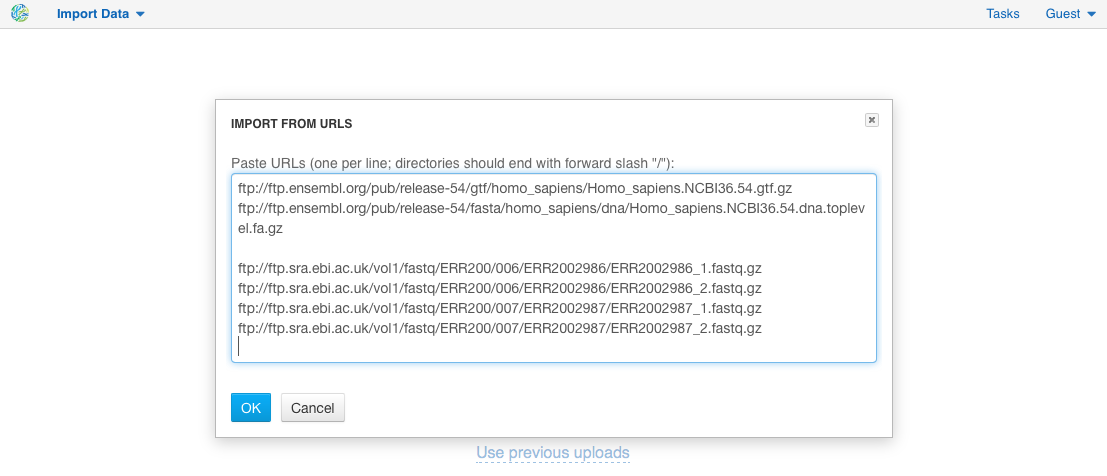 Import Data
Tasks
Guest
IMPORT FROM URLS
Paste URLs (one per line; directories should end with forward slash "/"):
ftp://ftp.ensembl.org/pub/release-54/gtf/homo_sapiens/Homo_sapiens.NCBI36.54.gtf.gz
ftp://ftp.ensembl.org/pub/release-54/fasta/homo_sapiens/dna/Homo_sapiens.NCBI36.54.dna.toplev
el.fa.gz
ftp://ftp.sra.ebi.ac.uk/vol1/fastq/ERR200/006/ERR2002986/ERR2002986_1.fastq.gz
ftp://ftp.sra.ebi.ac.uk/vol1/fastq/ERR200/006/ERR2002986/ERR2002986_2.fastq.gz
ftp://ftp.sra.ebi.ac.uk/vol1/fastq/ERR200/007/ERR2002987/ERR2002987_1.fastq.gz
ftp://ftp.sra.ebi.ac.uk/vol1/fastq/ERR200/007/ERR2002987/ERR2002987_2.fastq.gz
OK
Cancel
Use previous uploads